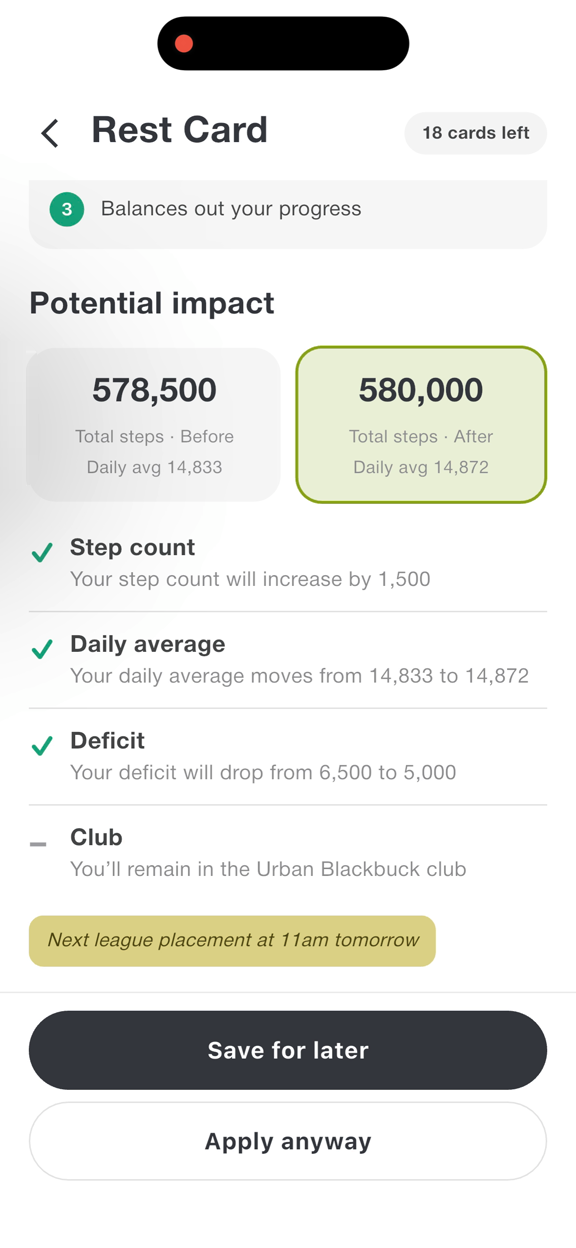 Rest Card
18 cards left
3
Balances out your progress
Potential impact
578,500
Total steps · Before
Daily avg 14,833
580,000
Total steps · After
Daily avg 14,872
Step count
Your step count will increase by 1,500
Daily average
Your daily average moves from 14,833 to 14,872
Deficit
Your deficit will drop from 6,500 to 5,000
Club
You’ll remain in the Urban Blackbuck club
Next league placement at 11am tomorrow
Save for later
Apply anyway